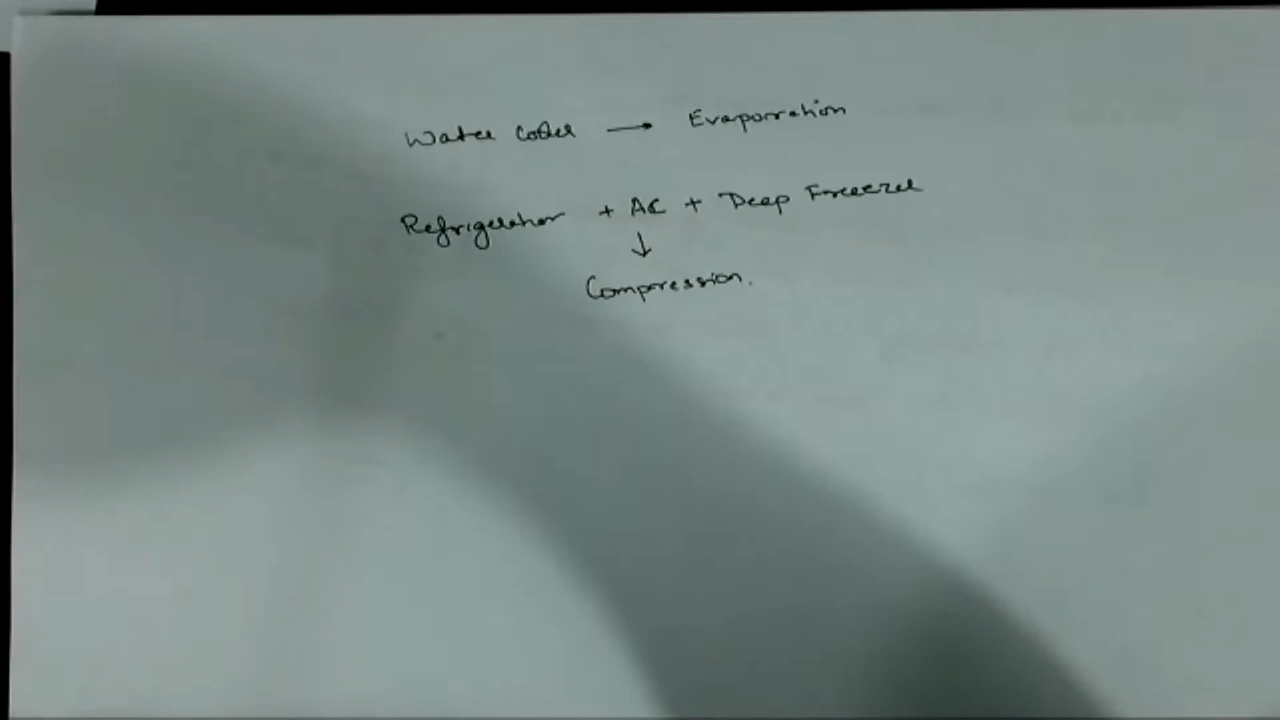 Water Cooler → Evaporation
Refrigerator + AC + Deep Freezer
↓
Compression.